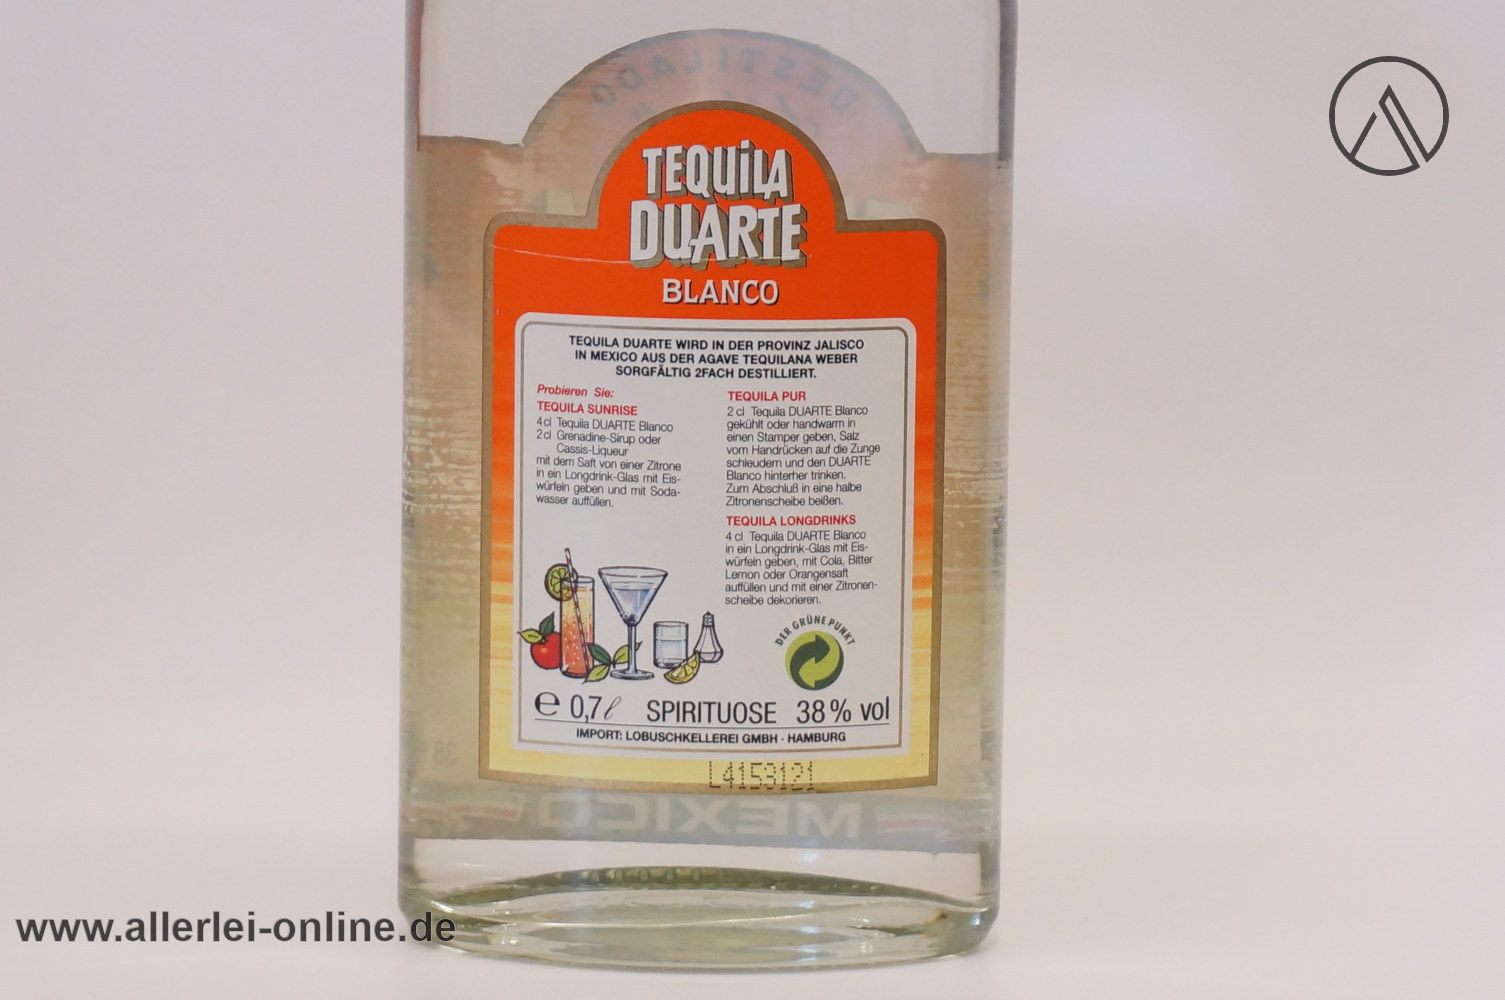 DESTILADO
TEQUILA
DUARTE
BLANCO
TEQUILA DUARTE WIRD IN DER PROVINZ JALISCO
IN MEXICO AUS DER AGAVE TEQUILANA WEBER
SORGFÄLTIG 2FACH DESTILLIERT.
Probieren Sie:
TEQUILA SUNRISE
4 cl Tequila DUARTE Blanco
2 cl Grenadine-Sirup oder
Cassis-Liqueur
mit dem Saft von einer Zitrone
in ein Longdrink-Glas mit Eis-
würfeln geben und mit Soda-
wasser auffüllen.
TEQUILA PUR
2 cl Tequila DUARTE Blanco
gekühlt oder handwarm in
einen Stamper geben, Salz
vom Handrücken auf die Zunge
schleudern und den DUARTE
Blanco hinterher trinken.
Zum Abschluß in eine halbe
Zitronenscheibe beißen.
TEQUILA LONGDRINKS
4 cl Tequila DUARTE Blanco
in ein Longdrink-Glas mit Eis-
würfeln geben, mit Cola, Bitter
Lemon oder Orangensaft
auffüllen und mit einer Zitronen-
scheibe dekorieren.
DER GRÜNE PUNKT
e 0,7 l SPIRITUOSE 38 % vol
IMPORT: LOBUSCHKELLEREI GMBH · HAMBURG
L4153121
38
MEXICO
www.allerlei-online.de